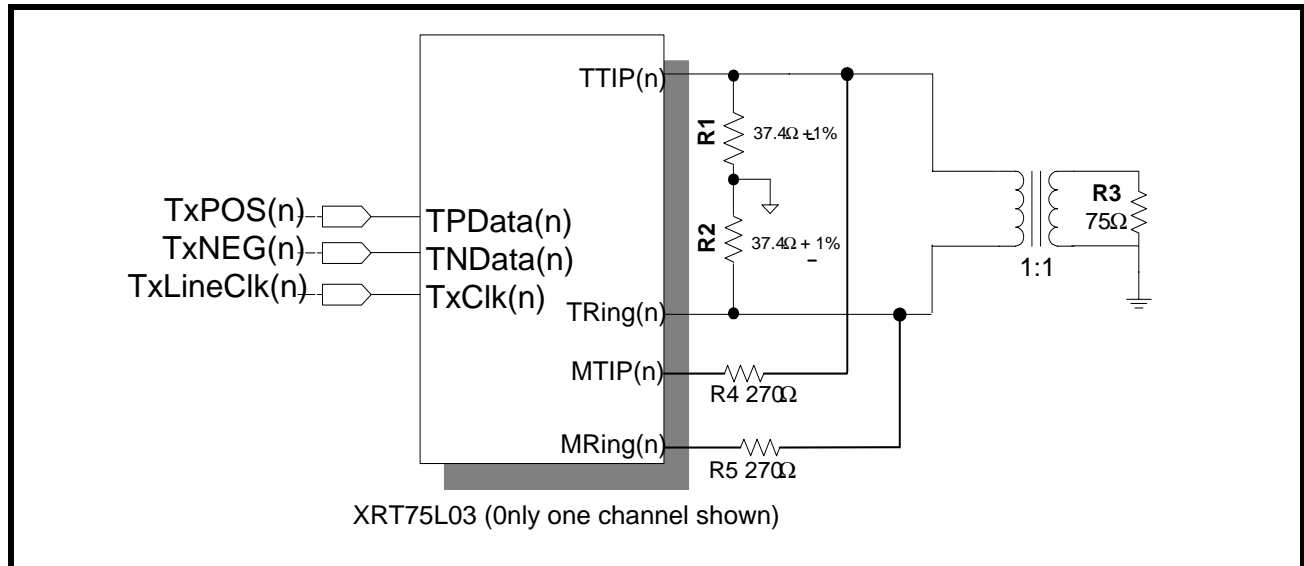 TTIP(n)
R1
37.4Ω ±1%
TxPOS(n)
TPData(n)
TxNEG(n)
TNData(n)
TxLineClk(n)
TxClk(n)
R2
37.4Ω ± 1%
R3
75Ω
1:1
TRing(n)
MTIP(n)
R4 270Ω
MRing(n)
R5 270Ω
XRT75L03 (0nly one channel shown)